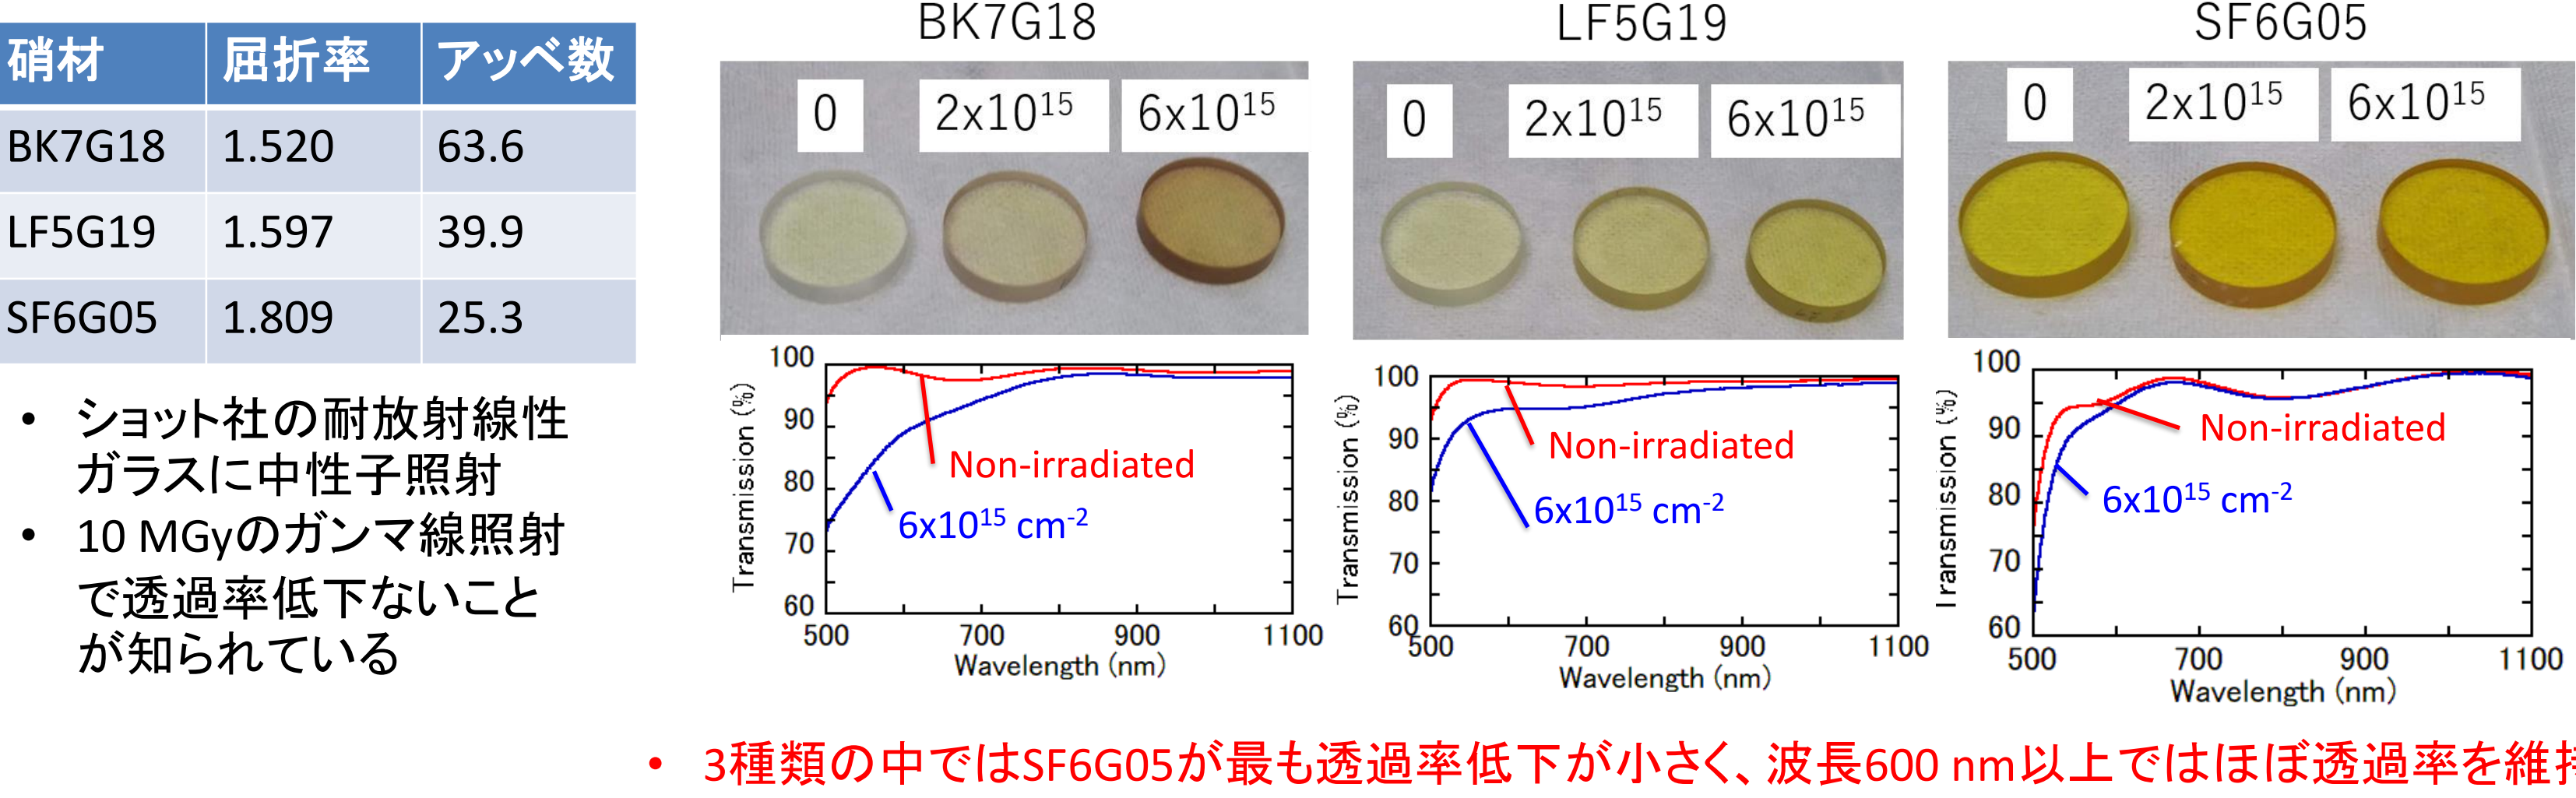 硝材 屈折率 アッベ数
BK7G18 1.520 63.6
LF5G19 1.597 39.9
SF6G05 1.809 25.3
• ショット社の耐放射線性
ガラスに中性子照射
• 10 MGyのガンマ線照射
で透過率低下ないこと
が知られている
BK7G18
0 2x10¹⁵ 6x10¹⁵
100
90
80
70
60
500 700 900 1100
Transmission (%)
Wavelength (nm)
Non-irradiated
6x10¹⁵ cm⁻²
LF5G19
0 2x10¹⁵ 6x10¹⁵
100
90
80
70
60
500 700 900 1100
Transmission (%)
Wavelength (nm)
Non-irradiated
6x10¹⁵ cm⁻²
SF6G05
0 2x10¹⁵ 6x10¹⁵
100
90
80
70
60
500 700 900 1100
Transmission (%)
Wavelength (nm)
Non-irradiated
6x10¹⁵ cm⁻²
• 3種類の中ではSF6G05が最も透過率低下が小さく、波長600 nm以上ではほぼ透過率を維持